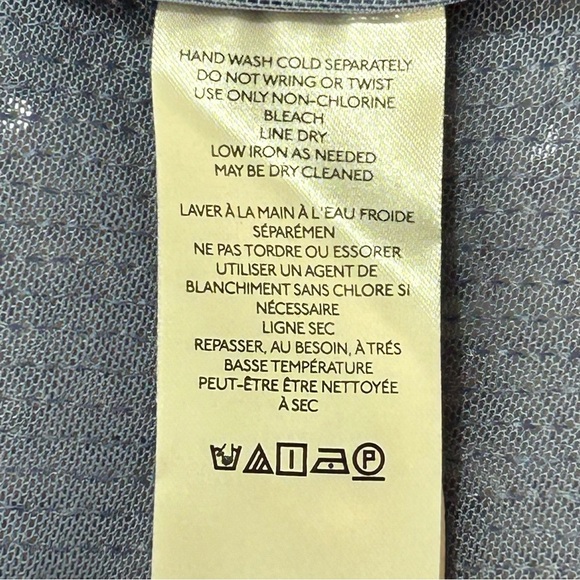 HAND WASH COLD SEPARATELY
DO NOT WRING OR TWIST
USE ONLY NON-CHLORINE
BLEACH
LINE DRY
LOW IRON AS NEEDED
MAY BE DRY CLEANED
LAVER À LA MAIN À L'EAU FROIDE
SÉPARÉMEN
NE PAS TORDRE OU ESSORER
UTILISER UN AGENT DE
BLANCHIMENT SANS CHLORE SI
NÉCESSAIRE
LIGNE SEC
REPASSER, AU BESOIN, À TRÉS
BASSE TEMPÉRATURE
PEUT-ÊTRE ÊTRE NETTOYÉE
À SEC
P